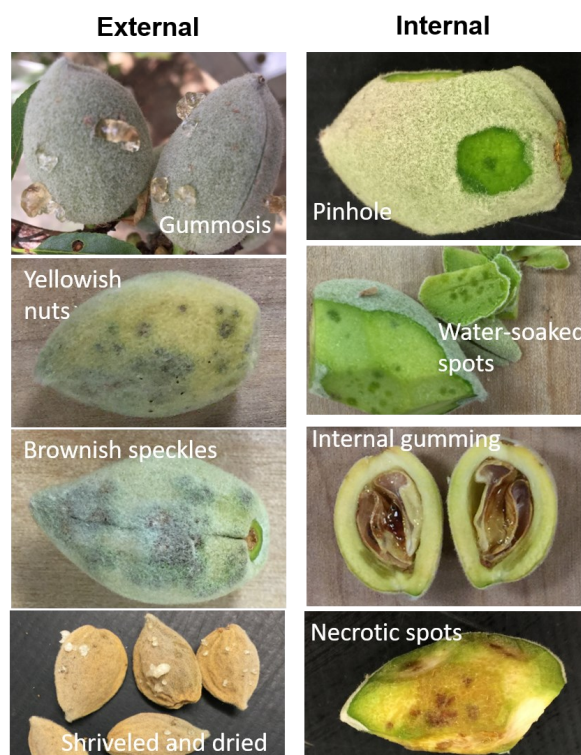 External
Internal
Gummosis
Pinhole
Yellowish
nuts
Water-soaked
spots
Brownish speckles
Internal gumming
Shriveled and dried
Necrotic spots